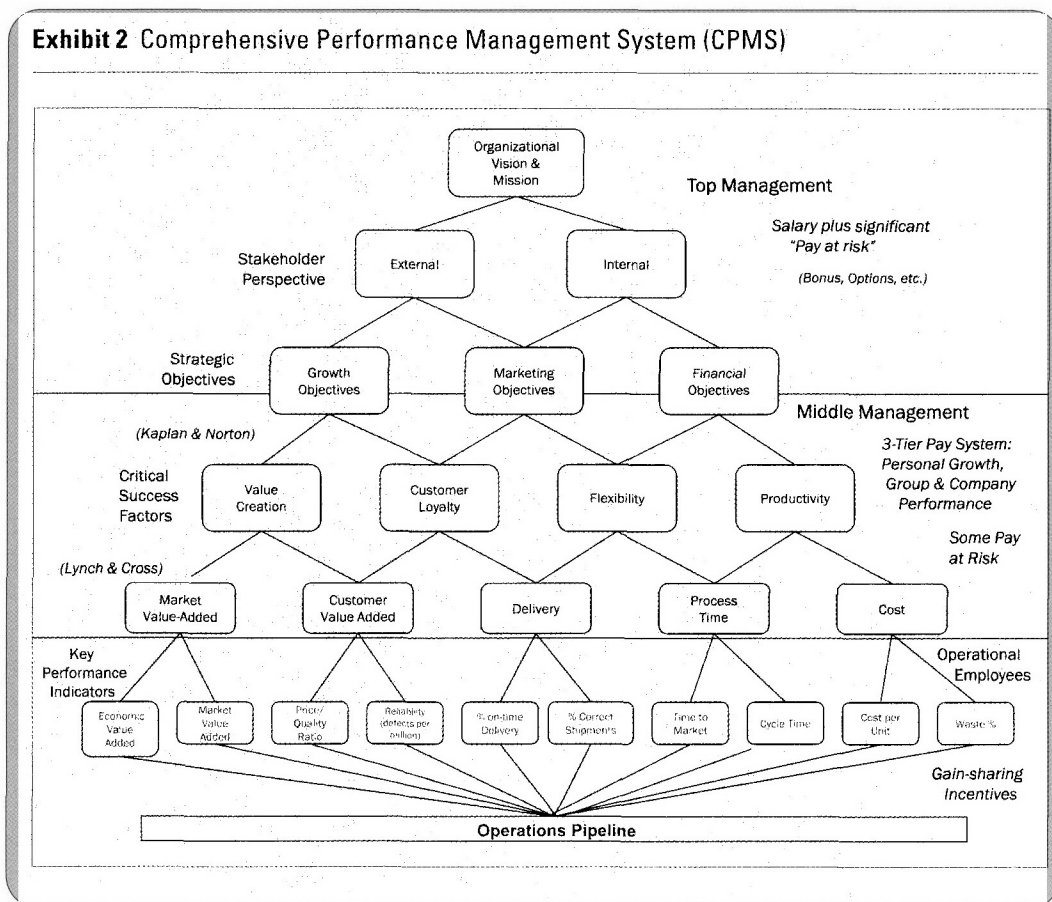 Exhibit 2 Comprehensive Performance Management System (CPMS)
Organizational
Vision &
Mission
Top Management
Salary plus significant
"Pay at risk"
(Bonus, Options, etc.)
Stakeholder
Perspective
External
Internal
Strategic
Objectives
Growth
Objectives
Marketing
Objectives
Financial
Objectives
Middle Management
(Kaplan & Norton)
3-Tier Pay System:
Personal Growth,
Group & Company
Performance
Critical
Success
Factors
Value
Creation
Customer
Loyalty
Flexibility
Productivity
Some Pay
at Risk
(Lynch & Cross)
Market
Value-Added
Customer
Value Added
Delivery
Process
Time
Cost
Key
Performance
Indicators
Operational
Employees
Economic
Value
Added
Market
Value
Added
Price/
Quality
Ratio
Reliability
(defects per
million)
% on-time
Delivery
% Correct
Shipments
Time to
Market
Cycle Time
Cost per
Unit
Waste %
Gain-sharing
Incentives
Operations Pipeline